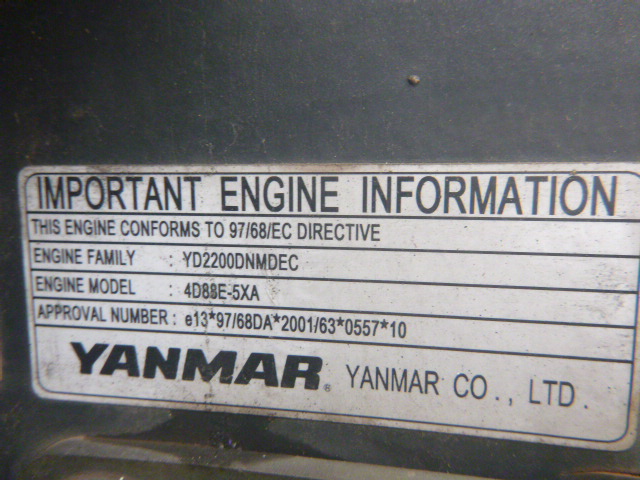 IMPORTANT ENGINE INFORMATION
THIS ENGINE CONFORMS TO 97/68/EC DIRECTIVE
ENGINE FAMILY : YD2200DNMDEC
ENGINE MODEL : 4D88E-5XA
APPROVAL NUMBER : e13*97/68DA*2001/63*0557*10
YANMAR® YANMAR CO., LTD.